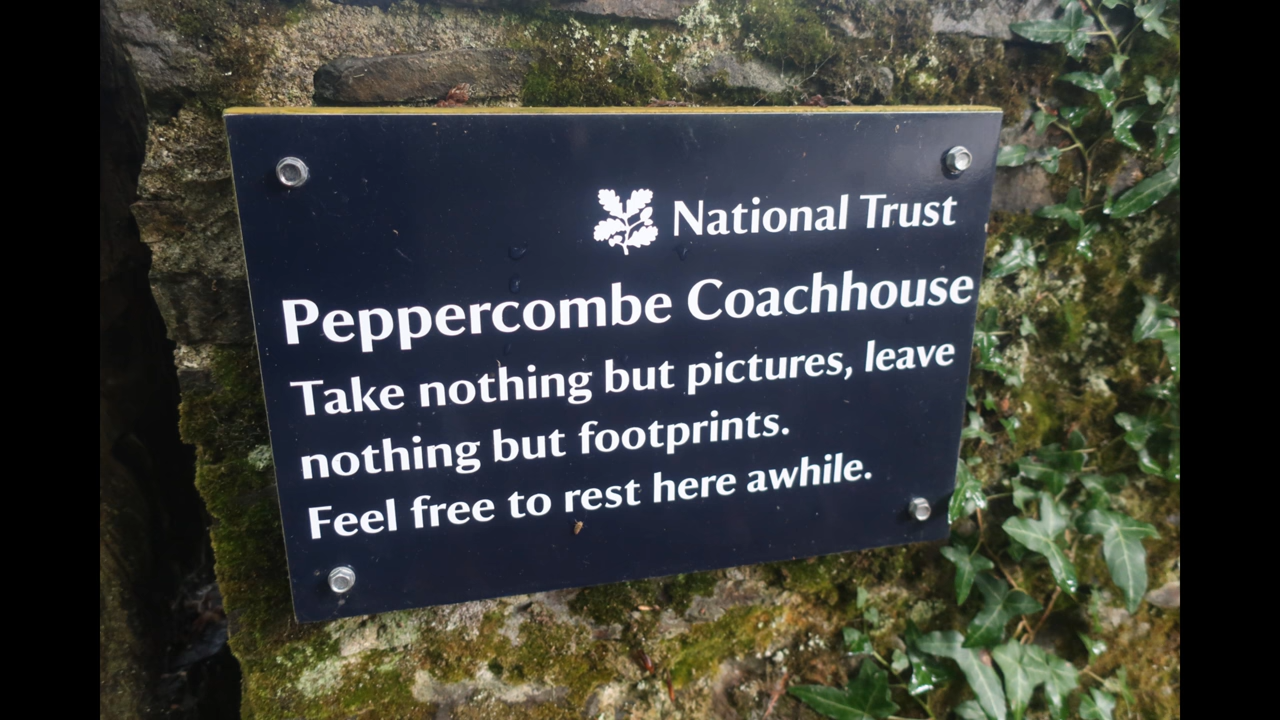 National Trust
Peppercombe Coachhouse
Take nothing but pictures, leave
nothing but footprints.
Feel free to rest here awhile.